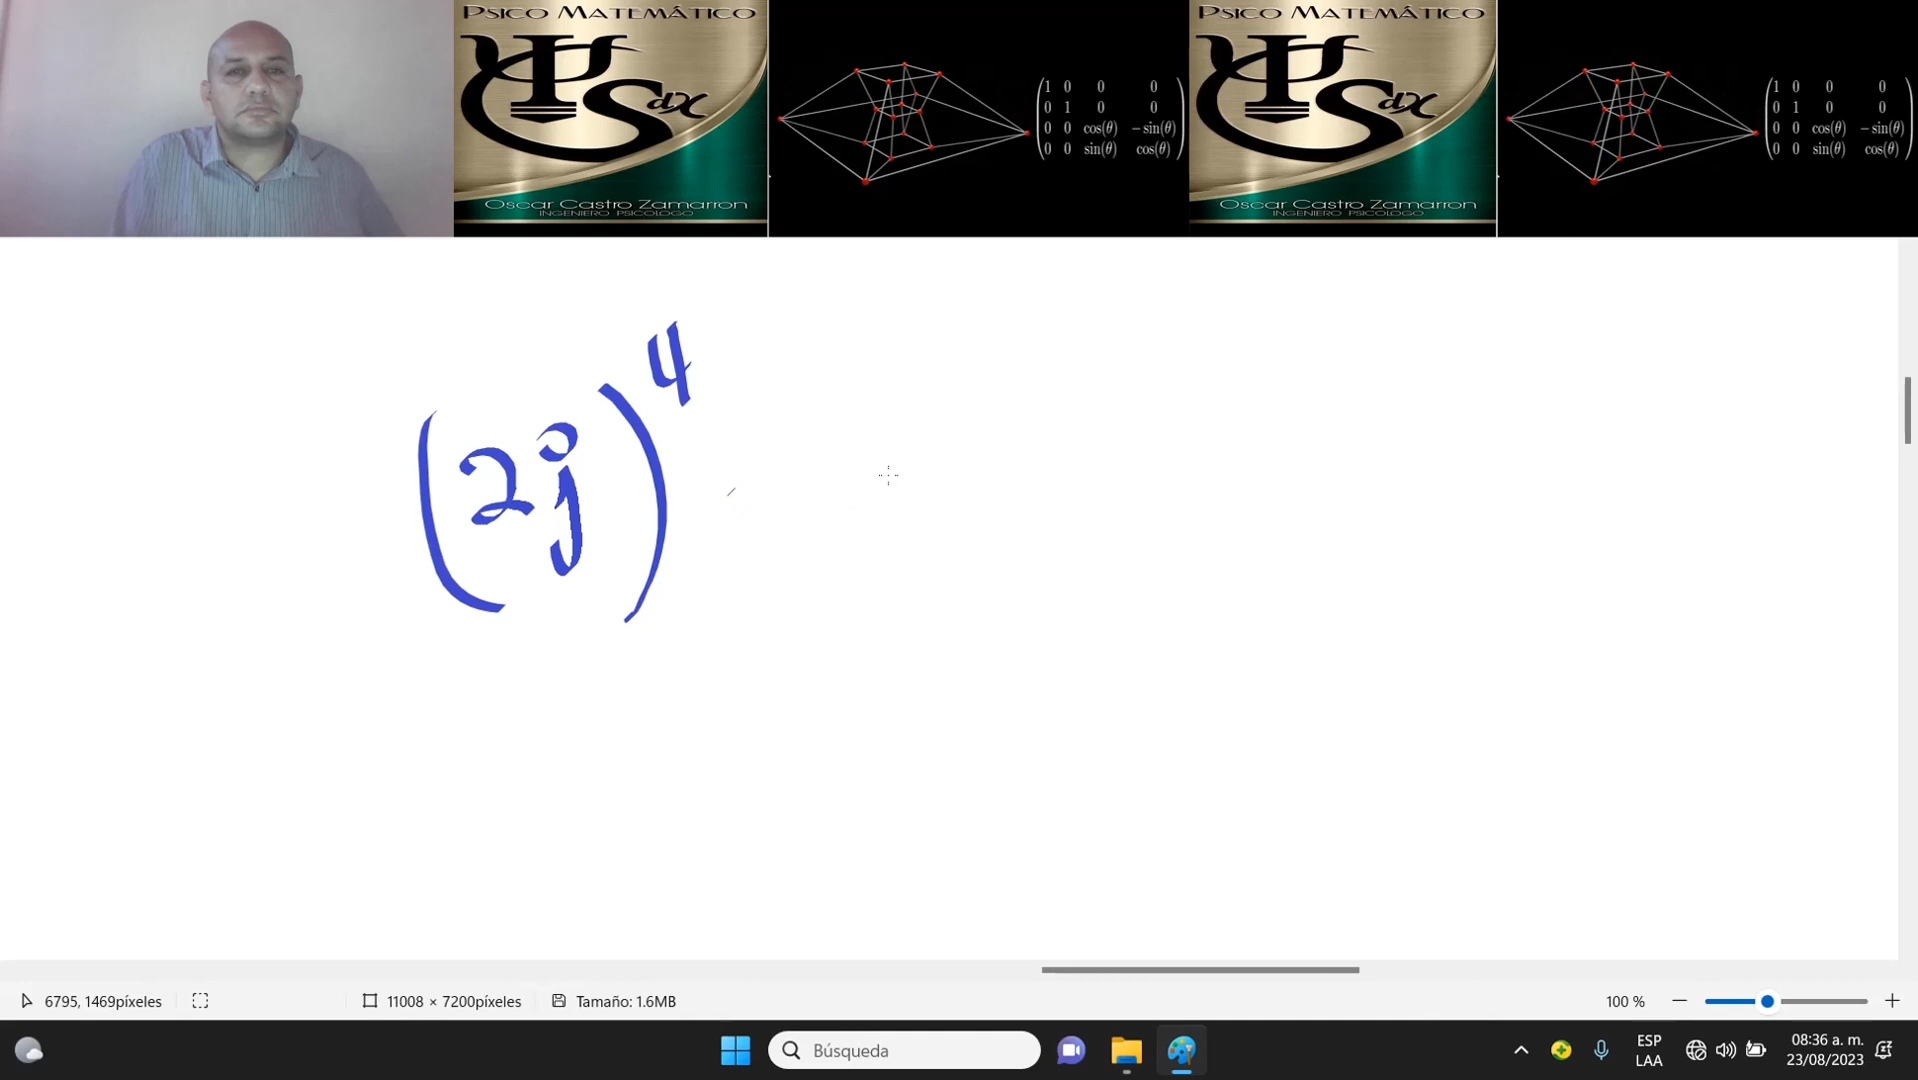 PSICO MATEMÁTICO
dx
Oscar Castro Zamarron
INGENIERO PSICOLOGO
1 0 0 0
0 1 0 0
0 0 cos(θ) −sin(θ)
0 0 sin(θ) cos(θ)
PSICO MATEMÁTICO
dx
Oscar Castro Zamarron
INGENIERO PSICOLOGO
1 0 0 0
0 1 0 0
0 0 cos(θ) −sin(θ)
0 0 sin(θ) cos(θ)
(2j)⁴
6795, 1469píxeles
11008 × 7200píxeles
Tamaño: 1.6MB
100 %
Búsqueda
ESP
LAA
08:36 a. m.
23/08/2023